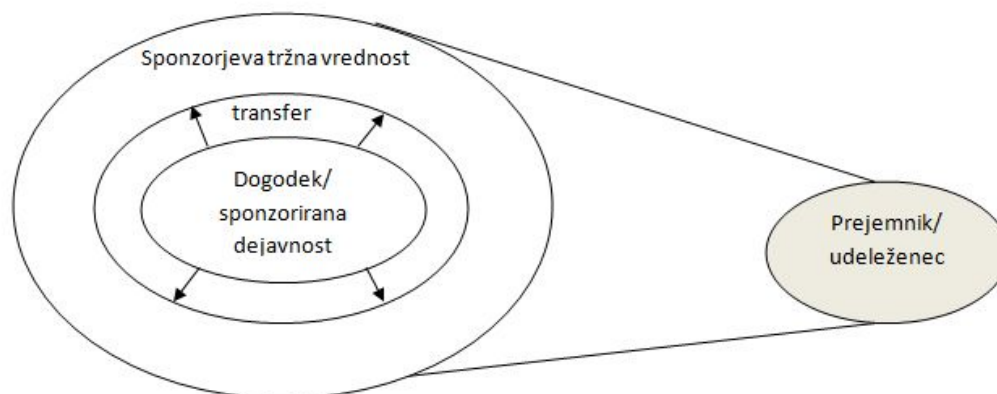 Sponzorjeva tržna vrednost
transfer
Dogodek/
sponzorirana
dejavnost
Prejemnik/
udeleženec